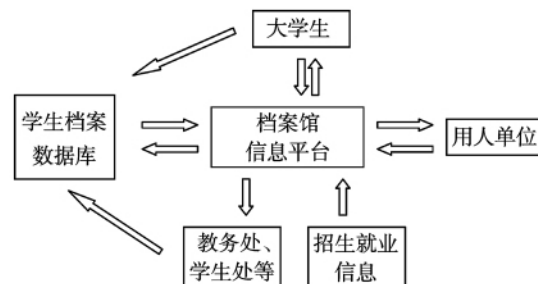 大学生
学生档案
数据库
档案馆
信息平台
用人单位
教务处、
学生处等
招生就业
信息